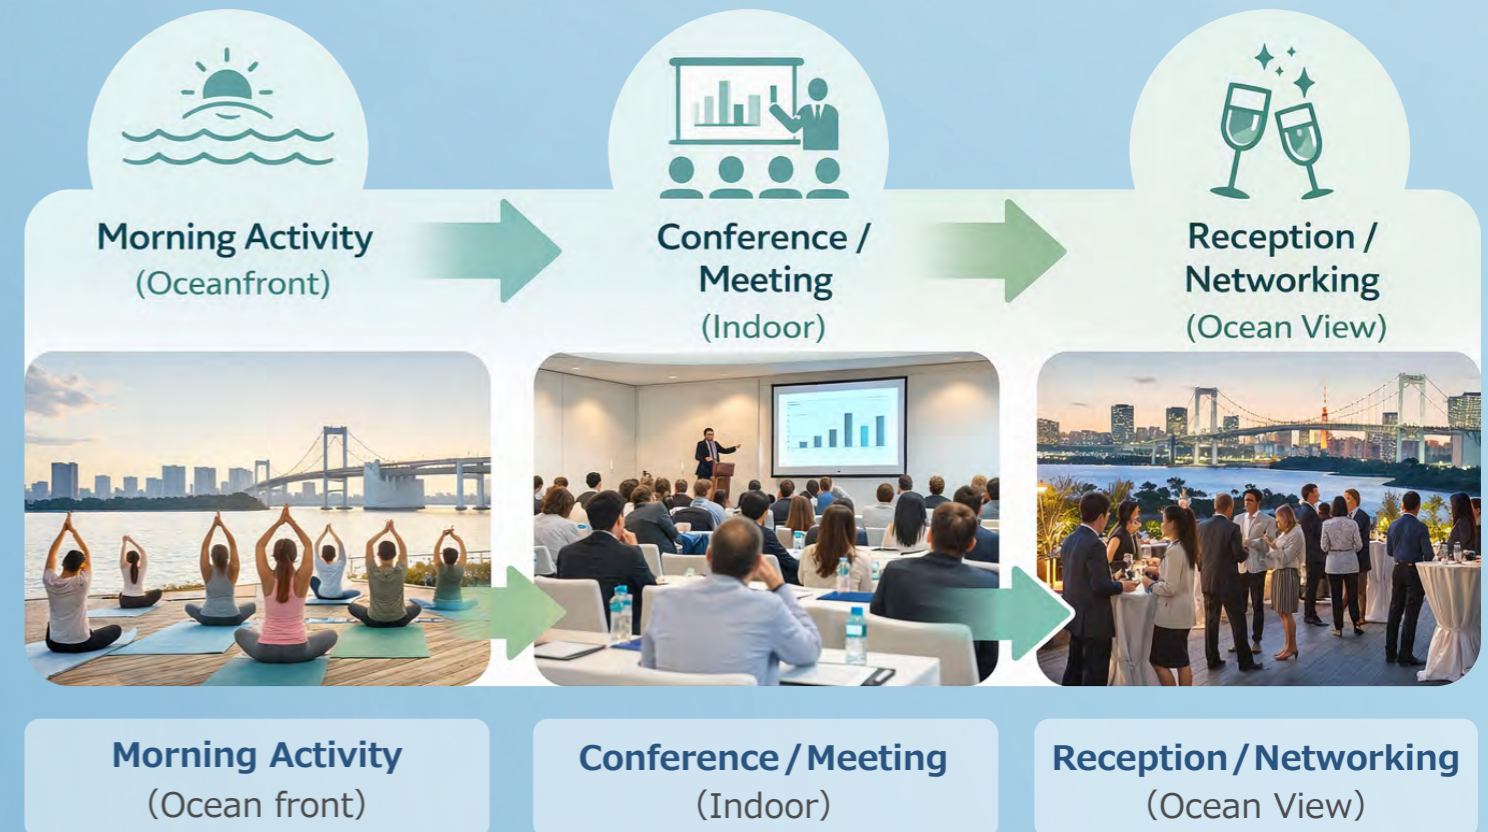 Morning Activity
(Oceanfront)
Conference /
Meeting
(Indoor)
Reception /
Networking
(Ocean View)
Morning Activity
（Ocean front）
Conference / Meeting
（Indoor）
Reception / Networking
（Ocean View）